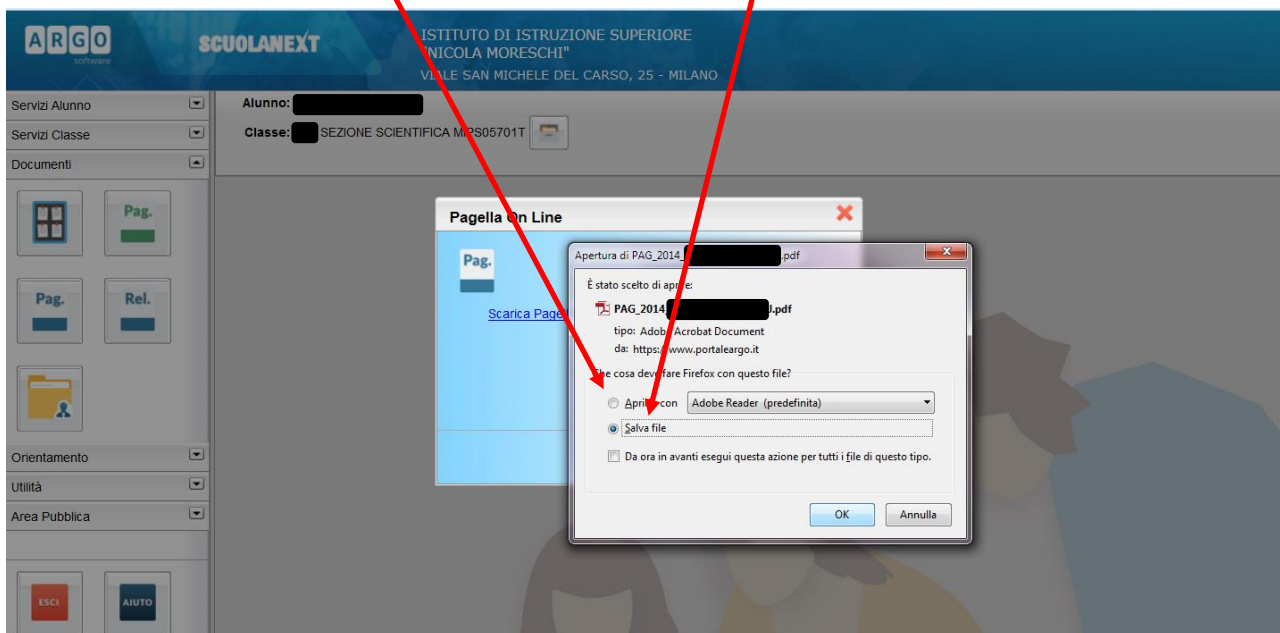 ARGO
software
SCUOLANEXT
ISTITUTO DI ISTRUZIONE SUPERIORE
"NICOLA MORESCHI"
VIALE SAN MICHELE DEL CARSO, 25 - MILANO
Servizi Alunno
Servizi Classe
Documenti
Pag.
Pag.
Rel.
Orientamento
Utilità
Area Pubblica
ESCI
AIUTO
Alunno:
Classe: SEZIONE SCIENTIFICA MIPS05701T
Pagella On Line
Pag.
Scarica Page
Apertura di PAG_2014_ .pdf
È stato scelto di aprire:
PAG_2014_ J.pdf
tipo: Adobe Acrobat Document
da: https://www.portaleargo.it
Che cosa deve fare Firefox con questo file?
Aprirlo con Adobe Reader (predefinita)
Salva file
Da ora in avanti esegui questa azione per tutti i file di questo tipo.
OK
Annulla